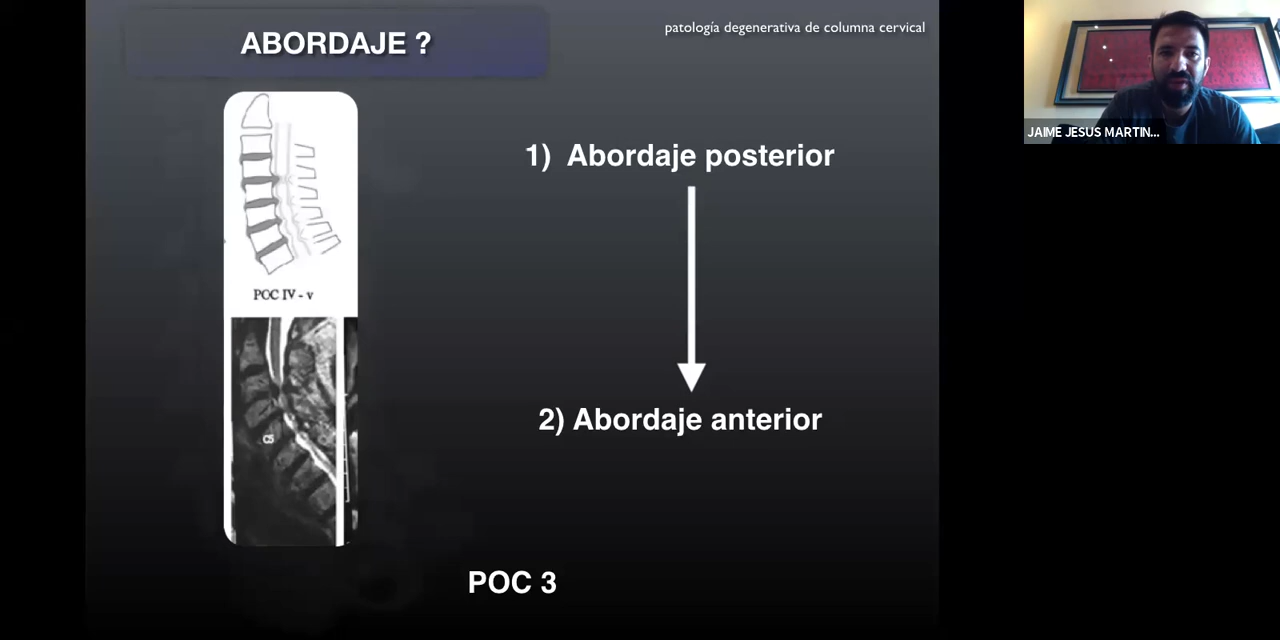 ABORDAJE ?
patología degenerativa de columna cervical
JAIME JESUS MARTIN...
1) Abordaje posterior
POC IV - v
2) Abordaje anterior
C5
POC 3